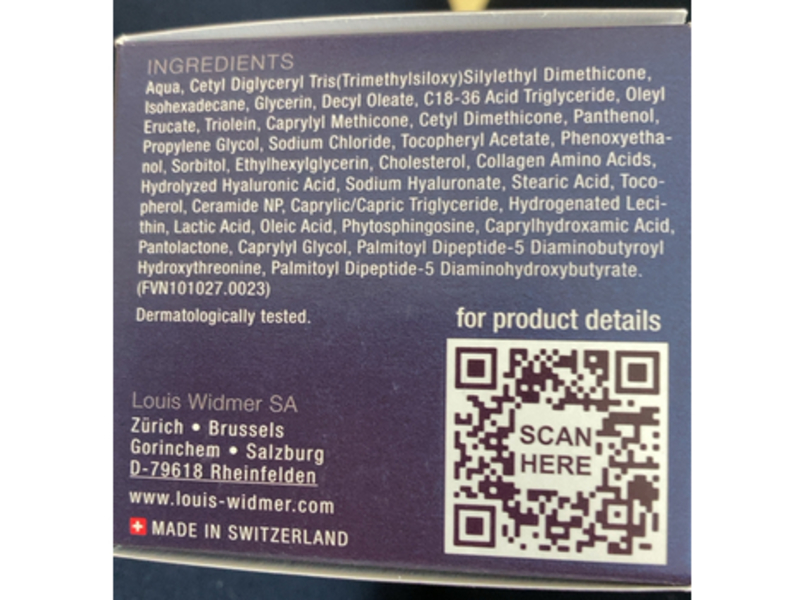 INGREDIENTS
Aqua, Cetyl Diglyceryl Tris(Trimethylsiloxy)Silylethyl Dimethicone,
Isohexadecane, Glycerin, Decyl Oleate, C18-36 Acid Triglyceride, Oleyl
Erucate, Triolein, Caprylyl Methicone, Cetyl Dimethicone, Panthenol,
Propylene Glycol, Sodium Chloride, Tocopheryl Acetate, Phenoxyetha-
nol, Sorbitol, Ethylhexylglycerin, Cholesterol, Collagen Amino Acids,
Hydrolyzed Hyaluronic Acid, Sodium Hyaluronate, Stearic Acid, Toco-
pherol, Ceramide NP, Caprylic/Capric Triglyceride, Hydrogenated Leci-
thin, Lactic Acid, Oleic Acid, Phytosphingosine, Caprylhydroxamic Acid,
Pantolactone, Caprylyl Glycol, Palmitoyl Dipeptide-5 Diaminobutyroyl
Hydroxythreonine, Palmitoyl Dipeptide-5 Diaminohydroxybutyrate.
(FVN101027.0023)
Dermatologically tested.
for product details
SCAN
HERE
Louis Widmer SA
Zürich • Brussels
Gorinchem • Salzburg
D-79618 Rheinfelden
www.louis-widmer.com
MADE IN SWITZERLAND